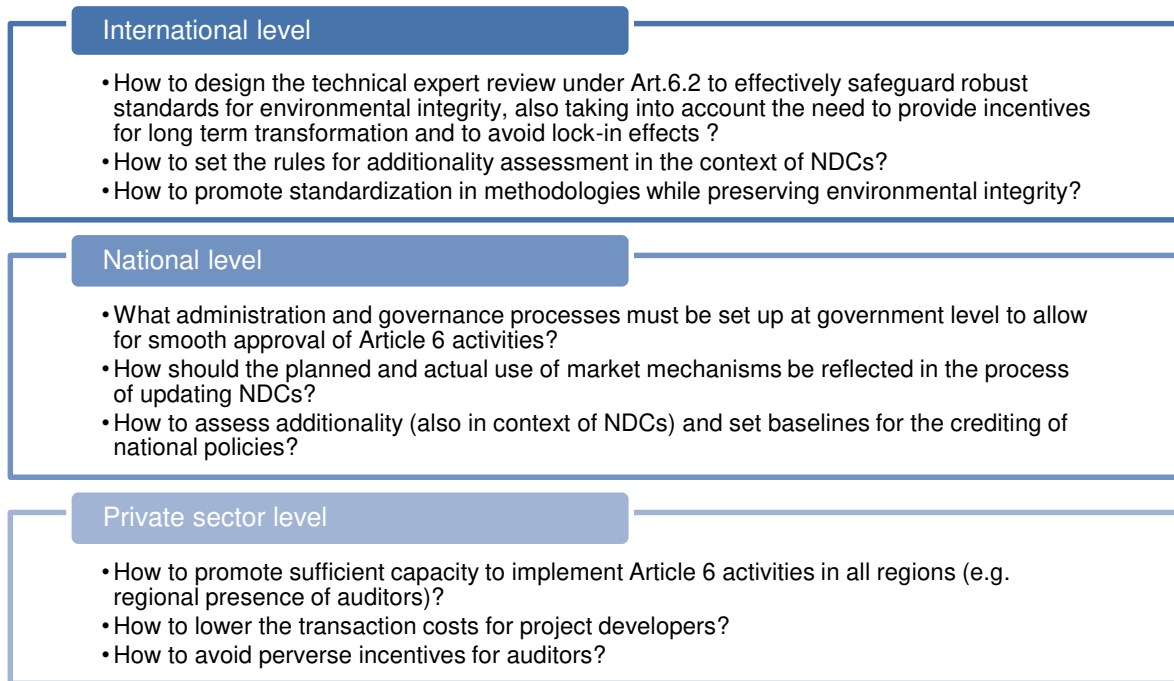 International level
•How to design the technical expert review under Art.6.2 to effectively safeguard robust
standards for environmental integrity, also taking into account the need to provide incentives
for long term transformation and to avoid lock-in effects ?
•How to set the rules for additionality assessment in the context of NDCs?
•How to promote standardization in methodologies while preserving environmental integrity?
National level
•What administration and governance processes must be set up at government level to allow
for smooth approval of Article 6 activities?
•How should the planned and actual use of market mechanisms be reflected in the process
of updating NDCs?
•How to assess additionality (also in context of NDCs) and set baselines for the crediting of
national policies?
Private sector level
•How to promote sufficient capacity to implement Article 6 activities in all regions (e.g.
regional presence of auditors)?
•How to lower the transaction costs for project developers?
•How to avoid perverse incentives for auditors?